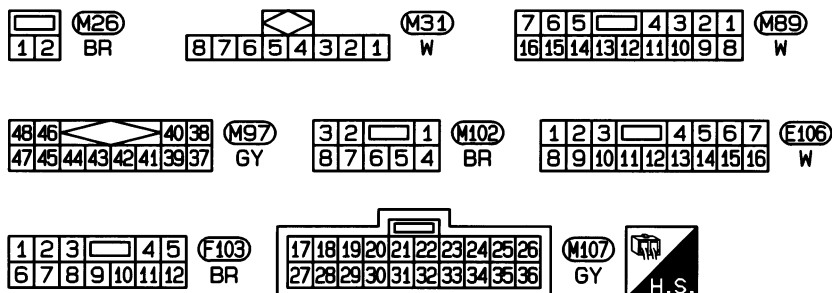 M26
1 2 BR
8 7 6 5 4 3 2 1 M31 W
7 6 5 4 3 2 1 M89
16 15 14 13 12 11 10 9 8 W
48 46 40 38 M97
47 45 44 43 42 41 39 37 GY
3 2 1 M102
8 7 6 5 4 BR
1 2 3 4 5 6 7 E106
8 9 10 11 12 13 14 15 16 W
1 2 3 4 5 F103
6 7 8 9 10 11 12 BR
17 18 19 20 21 22 23 24 25 26 M107
27 28 29 30 31 32 33 34 35 36 GY
H.S.